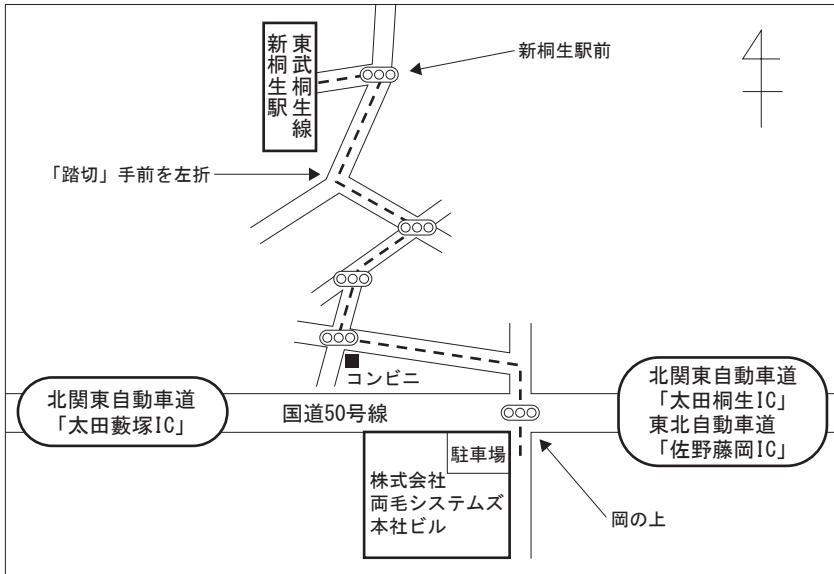 東武桐生線
新桐生駅
新桐生駅前
「踏切」手前を左折
コンビニ
北関東自動車道
「太田藪塚IC」
国道50号線
北関東自動車道
「太田桐生IC」
東北自動車道
「佐野藤岡IC」
駐車場
株式会社
両毛システムズ
本社ビル
岡の上